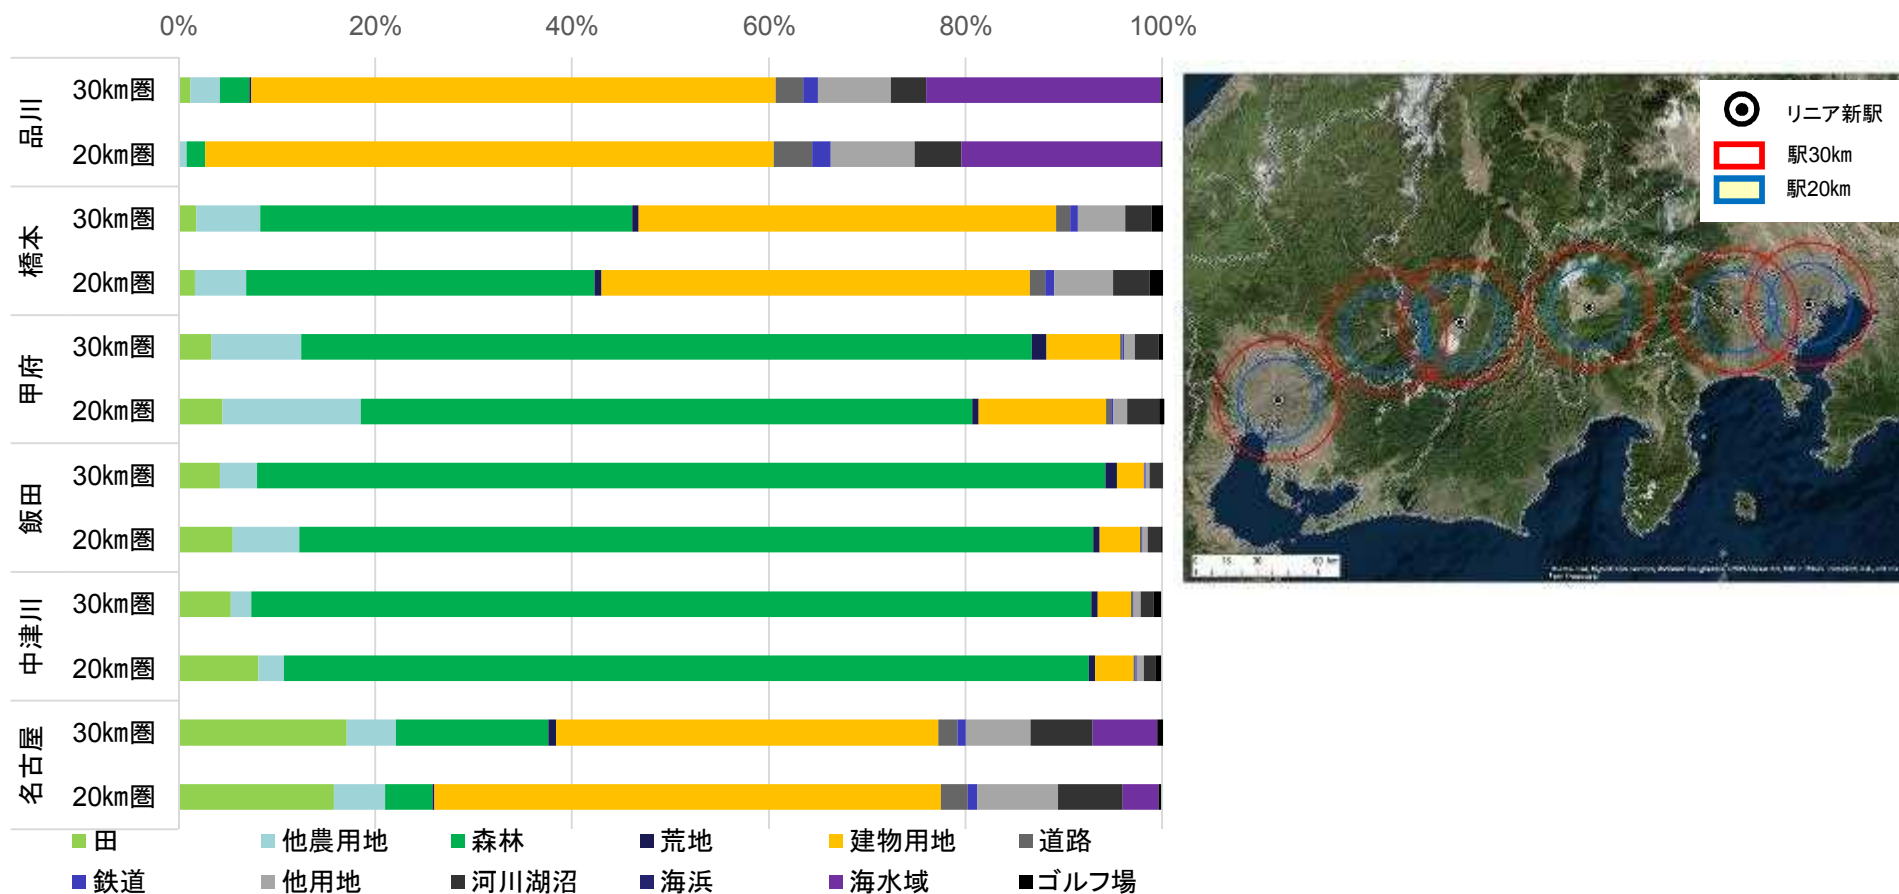 0% 20% 40% 60% 80% 100%
品川
30km圏
20km圏
橋本
30km圏
20km圏
甲府
30km圏
20km圏
飯田
30km圏
20km圏
中津川
30km圏
20km圏
名古屋
30km圏
20km圏
田 他農用地 森林 荒地 建物用地 道路
鉄道 他用地 河川湖沼 海浜 海水域 ゴルフ場
リニア新駅
駅30km
駅20km
0 15 30 60 km